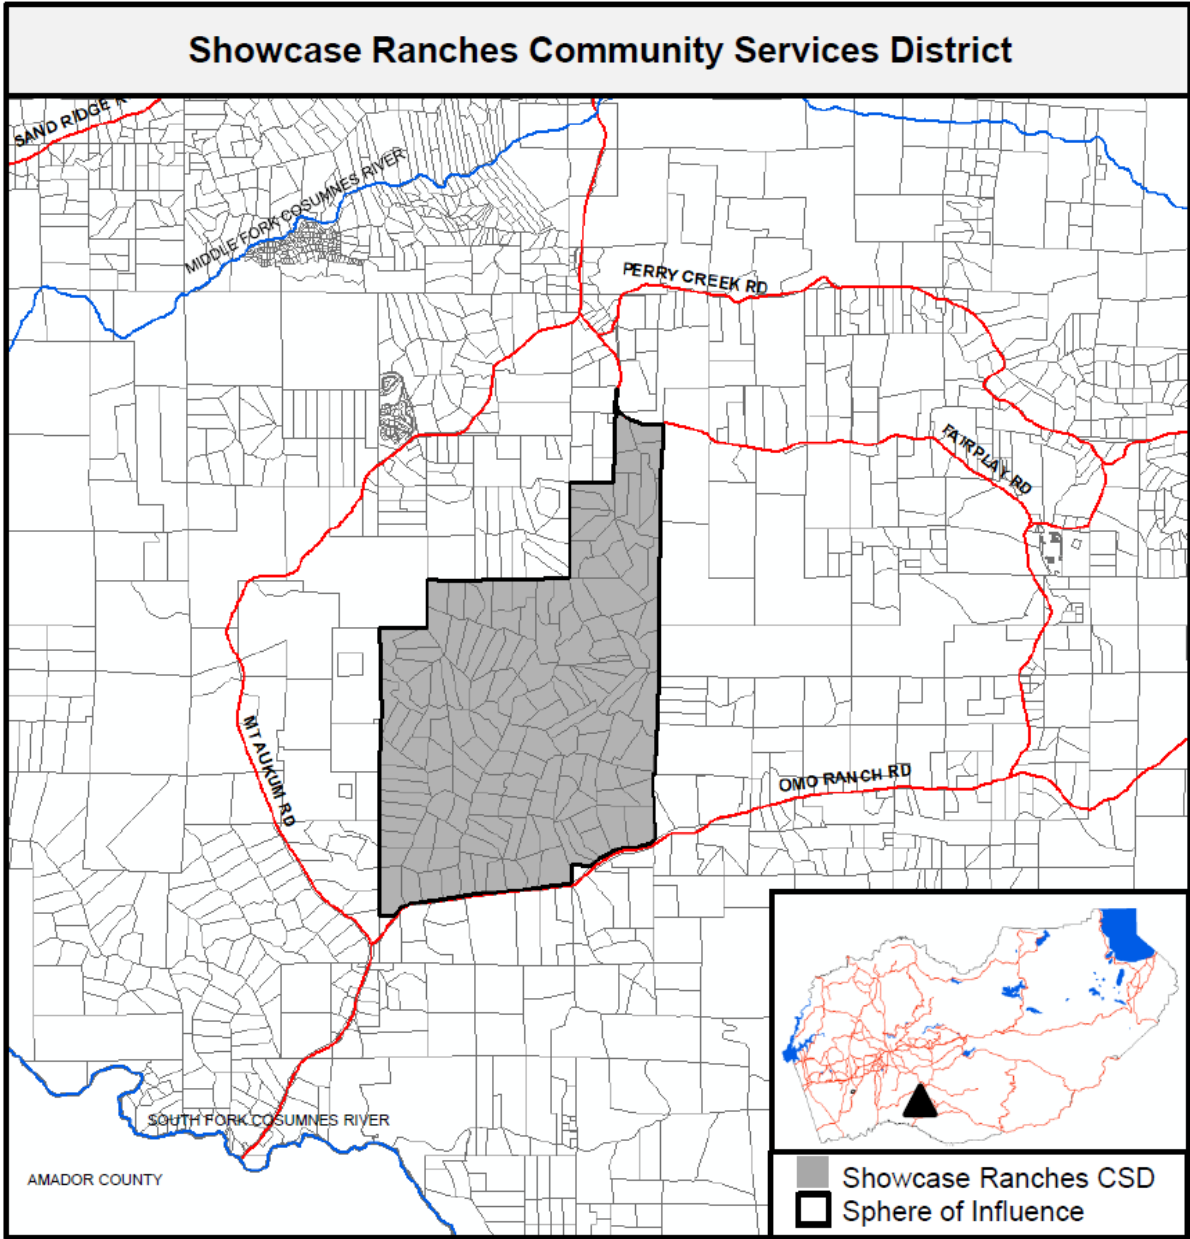 Showcase Ranches Community Services District
SAND RIDGE
MIDDLE FORK COSUMNES RIVER
PERRY CREEK RD
FAIRPLAY RD
MT AUKUM RD
OMO RANCH RD
SOUTH FORK COSUMNES RIVER
AMADOR COUNTY
Showcase Ranches CSD
Sphere of Influence